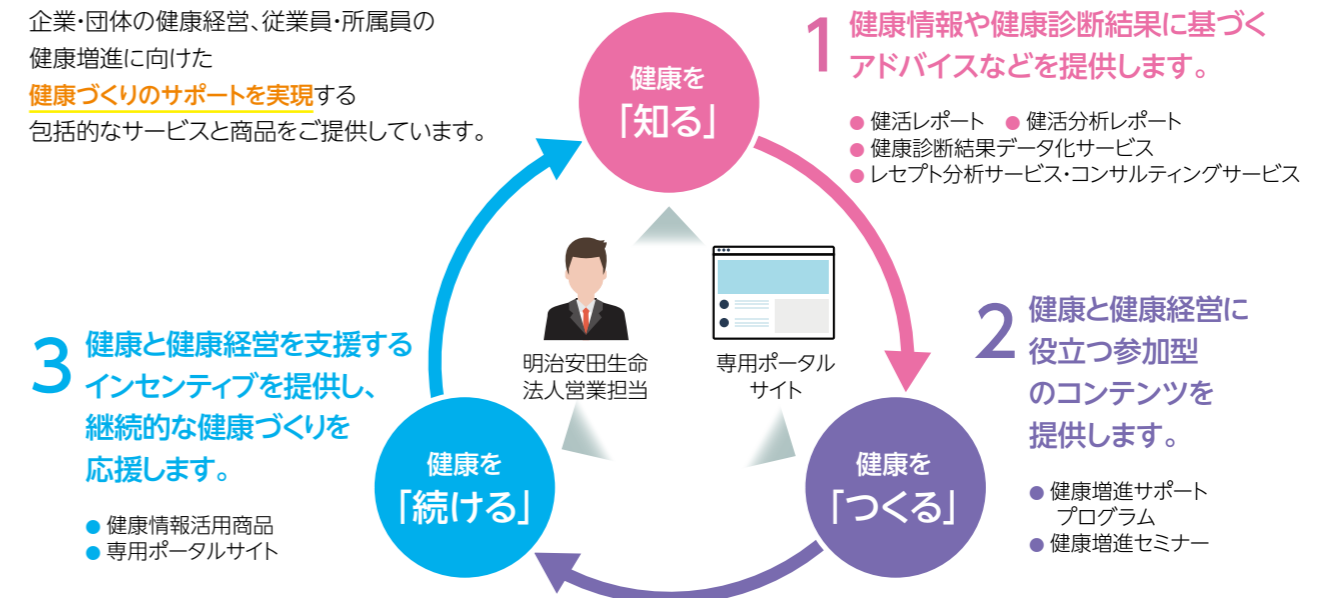 企業・団体の健康経営、従業員・所属員の
健康増進に向けた
健康づくりのサポートを実現する
包括的なサービスと商品をご提供しています。
健康を
「知る」
1 健康情報や健康診断結果に基づく
アドバイスなどを提供します。
● 健活レポート ● 健活分析レポート
● 健康診断結果データ化サービス
● レセプト分析サービス・コンサルティングサービス
明治安田生命
法人営業担当
専用ポータル
サイト
2 健康と健康経営に
役立つ参加型
のコンテンツを
提供します。
健康を
「つくる」
● 健康増進サポート
プログラム
● 健康増進セミナー
3 健康と健康経営を支援する
インセンティブを提供し、
継続的な健康づくりを
応援します。
健康を
「続ける」
● 健康情報活用商品
● 専用ポータルサイト